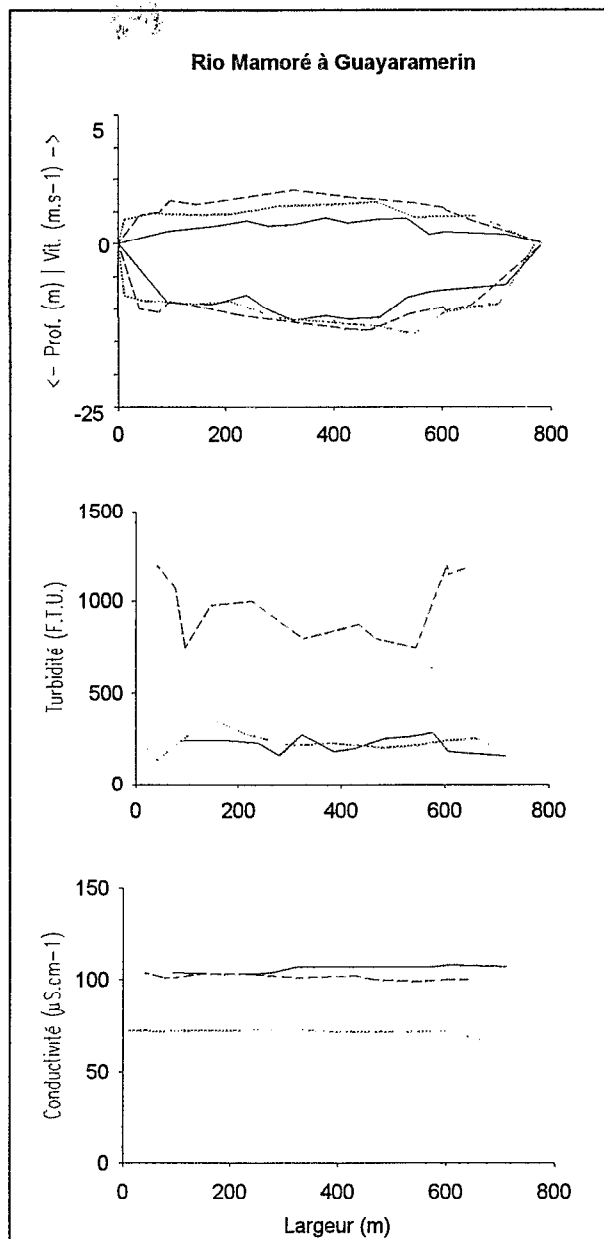 Rio Mamoré à Guayaramerin
<- Prof. (m) | Vit. (m.s-1) ->
5
0
-25
0 200 400 600 800
Turbidité (F.T.U.)
1500
1000
500
0
0 200 400 600 800
Conductivité (µS.cm-1)
150
100
50
0
0 200 400 600 800
Largeur (m)